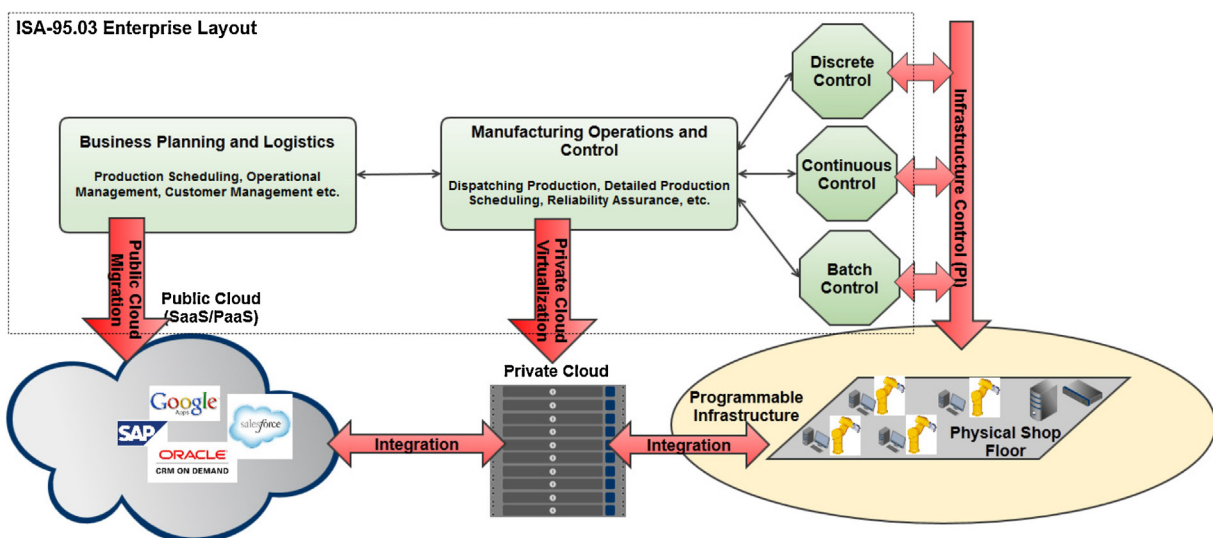 ISA-95.03 Enterprise Layout
Business Planning and Logistics
Production Scheduling, Operational
Management, Customer Management etc.
Manufacturing Operations and
Control
Dispatching Production, Detailed Production
Scheduling, Reliability Assurance, etc.
Discrete
Control
Continuous
Control
Batch
Control
Infrastructure Control (PI)
Public Cloud
Migration
Private Cloud
Virtualization
Public Cloud
(SaaS/PaaS)
Google
Apps
SAP
salesforce
ORACLE
CRM ON DEMAND
Integration
Private Cloud
Integration
Programmable
Infrastructure
Physical Shop
Floor